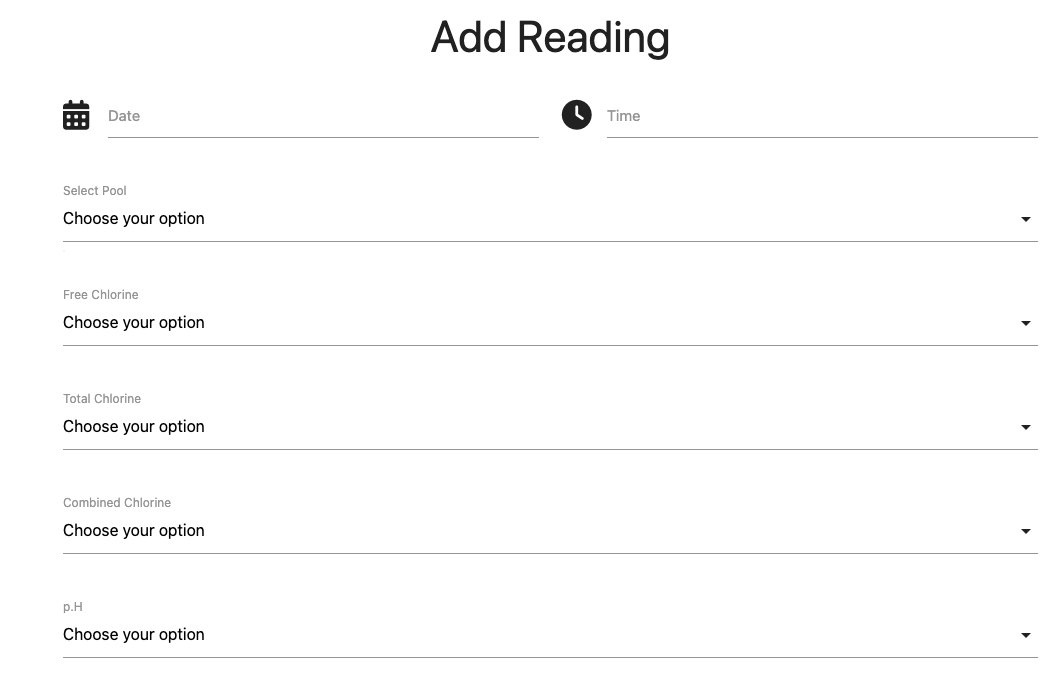 Add Reading
Date
Time
Select Pool
Choose your option
Free Chlorine
Choose your option
Total Chlorine
Choose your option
Combined Chlorine
Choose your option
p.H
Choose your option